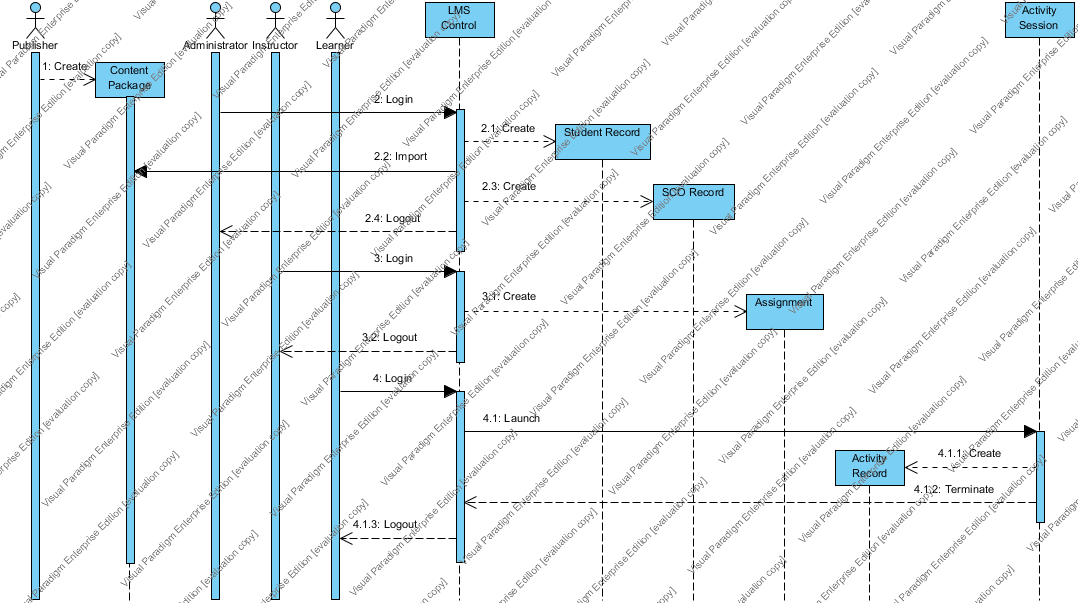 Publisher
Administrator
Instructor
Learner
LMS
Control
Activity
Session
1: Create
Content
Package
2: Login
2.1: Create
Student Record
2.2: Import
2.3: Create
SCO Record
2.4: Logout
3: Login
3.1: Create
Assignment
3.2: Logout
4: Login
4.1: Launch
Activity
Record
4.1.1: Create
4.1.2: Terminate
4.1.3: Logout
Visual Paradigm Enterprise Edition [evaluation copy]